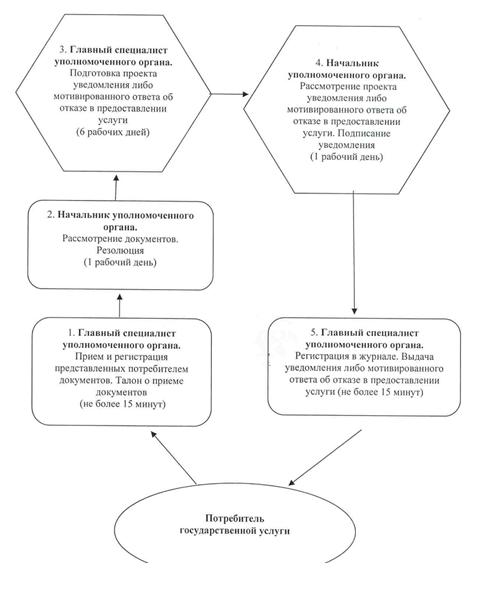 3. Главный специалист
уполномоченного органа.
Подготовка проекта
уведомления либо
мотивированного ответа об
отказе в предоставлении
услуги
(6 рабочих дней)
4. Начальник
уполномоченного органа.
Рассмотрение проекта
уведомления либо
мотивированного ответа об
отказе в предоставлении
услуги. Подписание
уведомления
(1 рабочий день)
2. Начальник уполномоченного
органа.
Рассмотрение документов.
Резолюция
(1 рабочий день)
1. Главный специалист
уполномоченного органа.
Прием и регистрация
представленных потребителем
документов. Талон о приеме
документов
(не более 15 минут)
5. Главный специалист
уполномоченного органа.
Регистрация в журнале. Выдача
уведомления либо мотивированного
ответа об отказе в предоставлении
услуги (не более 15 минут)
Потребитель
государственной услуги